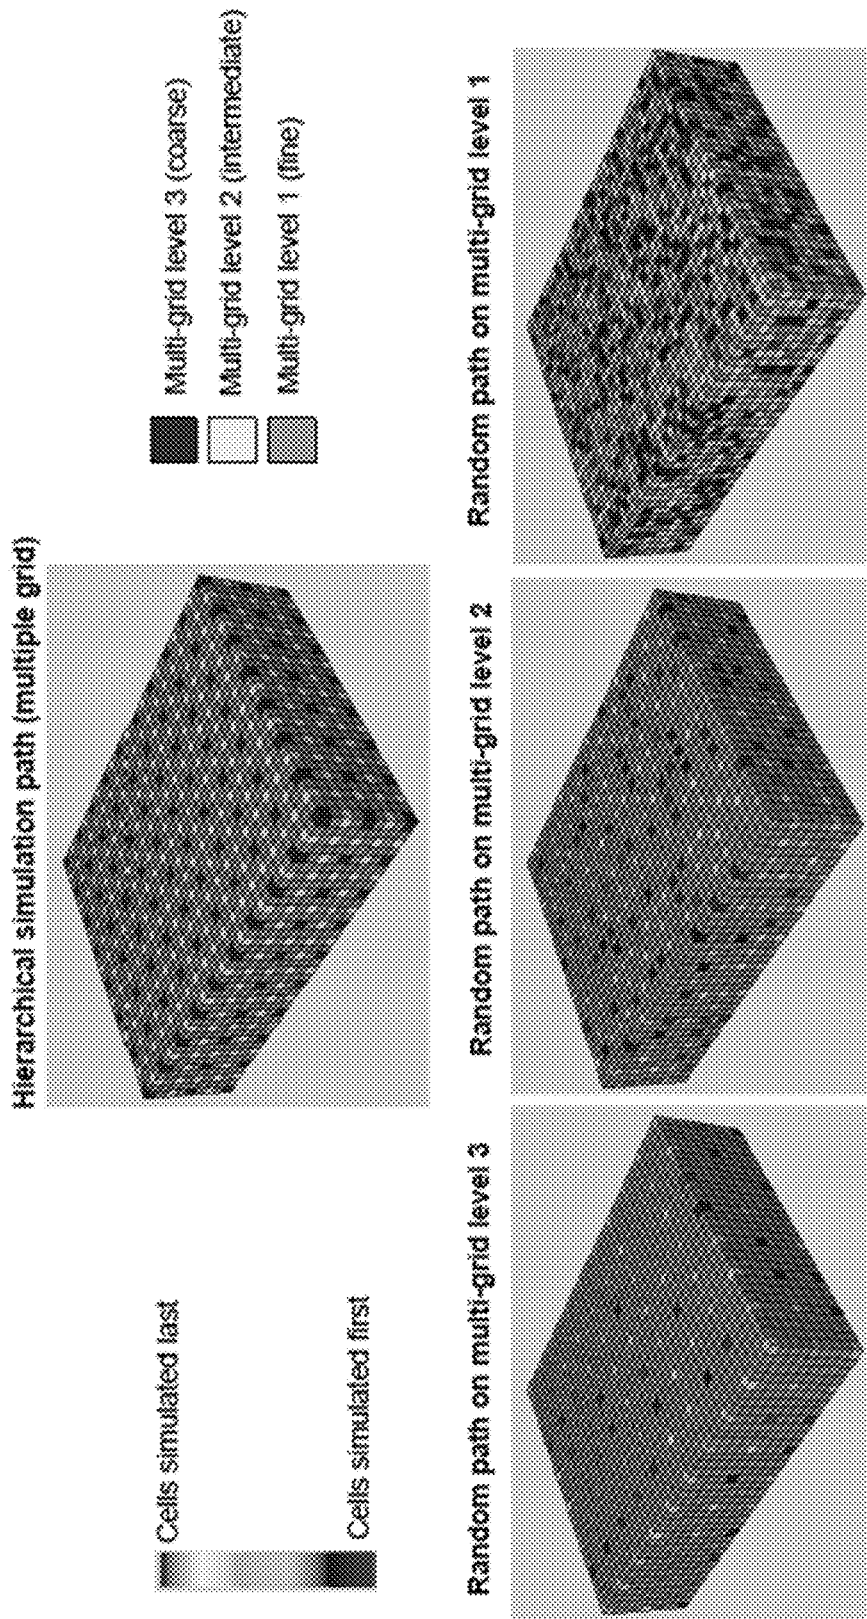 Hierarchical simulation path (multiple grid)
Cells simulated last
Cells simulated first
Multi-grid level 3 (coarse)
Multi-grid level 2 (intermediate)
Multi-grid level 1 (fine)
Random path on multi-grid level 3
Random path on multi-grid level 2
Random path on multi-grid level 1